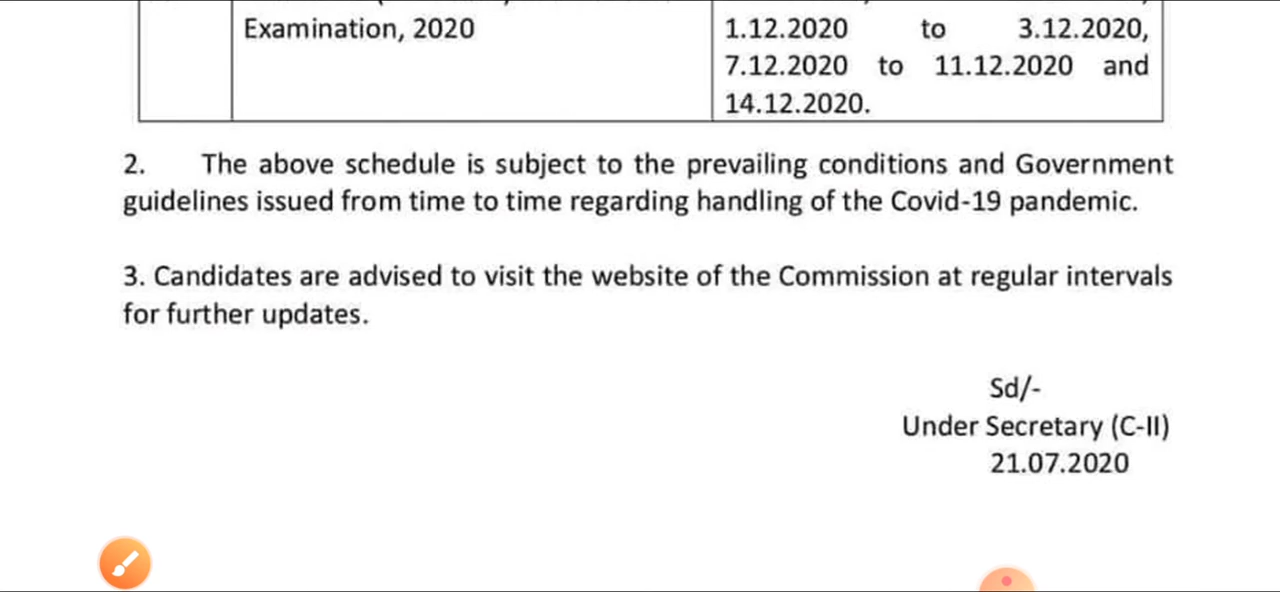 Examination, 2020
1.12.2020 to 3.12.2020,
7.12.2020 to 11.12.2020 and
14.12.2020.
2. The above schedule is subject to the prevailing conditions and Government
guidelines issued from time to time regarding handling of the Covid-19 pandemic.
3. Candidates are advised to visit the website of the Commission at regular intervals
for further updates.
Sd/-
Under Secretary (C-II)
21.07.2020